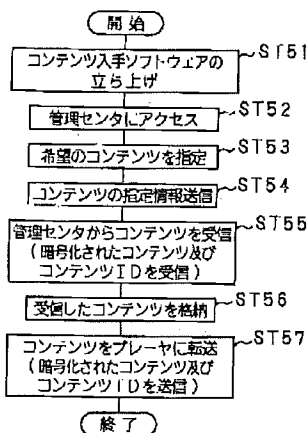 開始
コンテンツ入手ソフトウェアの
立ち上げ
ST51
管理センタにアクセス
ST52
希望のコンテンツを指定
ST53
コンテンツの指定情報送信
ST54
管理センタからコンテンツを受信
(暗号化されたコンテンツ及び
コンテンツIDを受信)
ST55
受信したコンテンツを格納
ST56
コンテンツをプレーヤに転送
(暗号化されたコンテンツ及び
コンテンツIDを送信)
ST57
終了